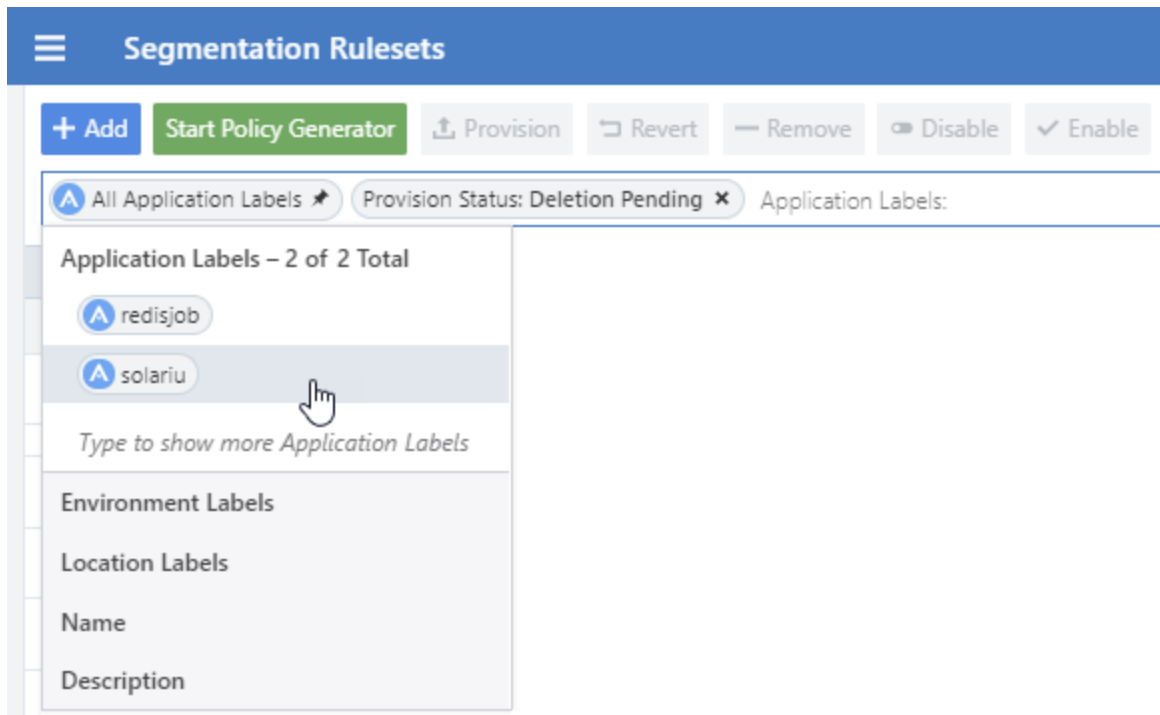 Segmentation Rulesets
+ Add Start Policy Generator Provision Revert Remove Disable Enable
All Application Labels Provision Status: Deletion Pending × Application Labels:
Application Labels – 2 of 2 Total
redisjob
solariu
Type to show more Application Labels
Environment Labels
Location Labels
Name
Description